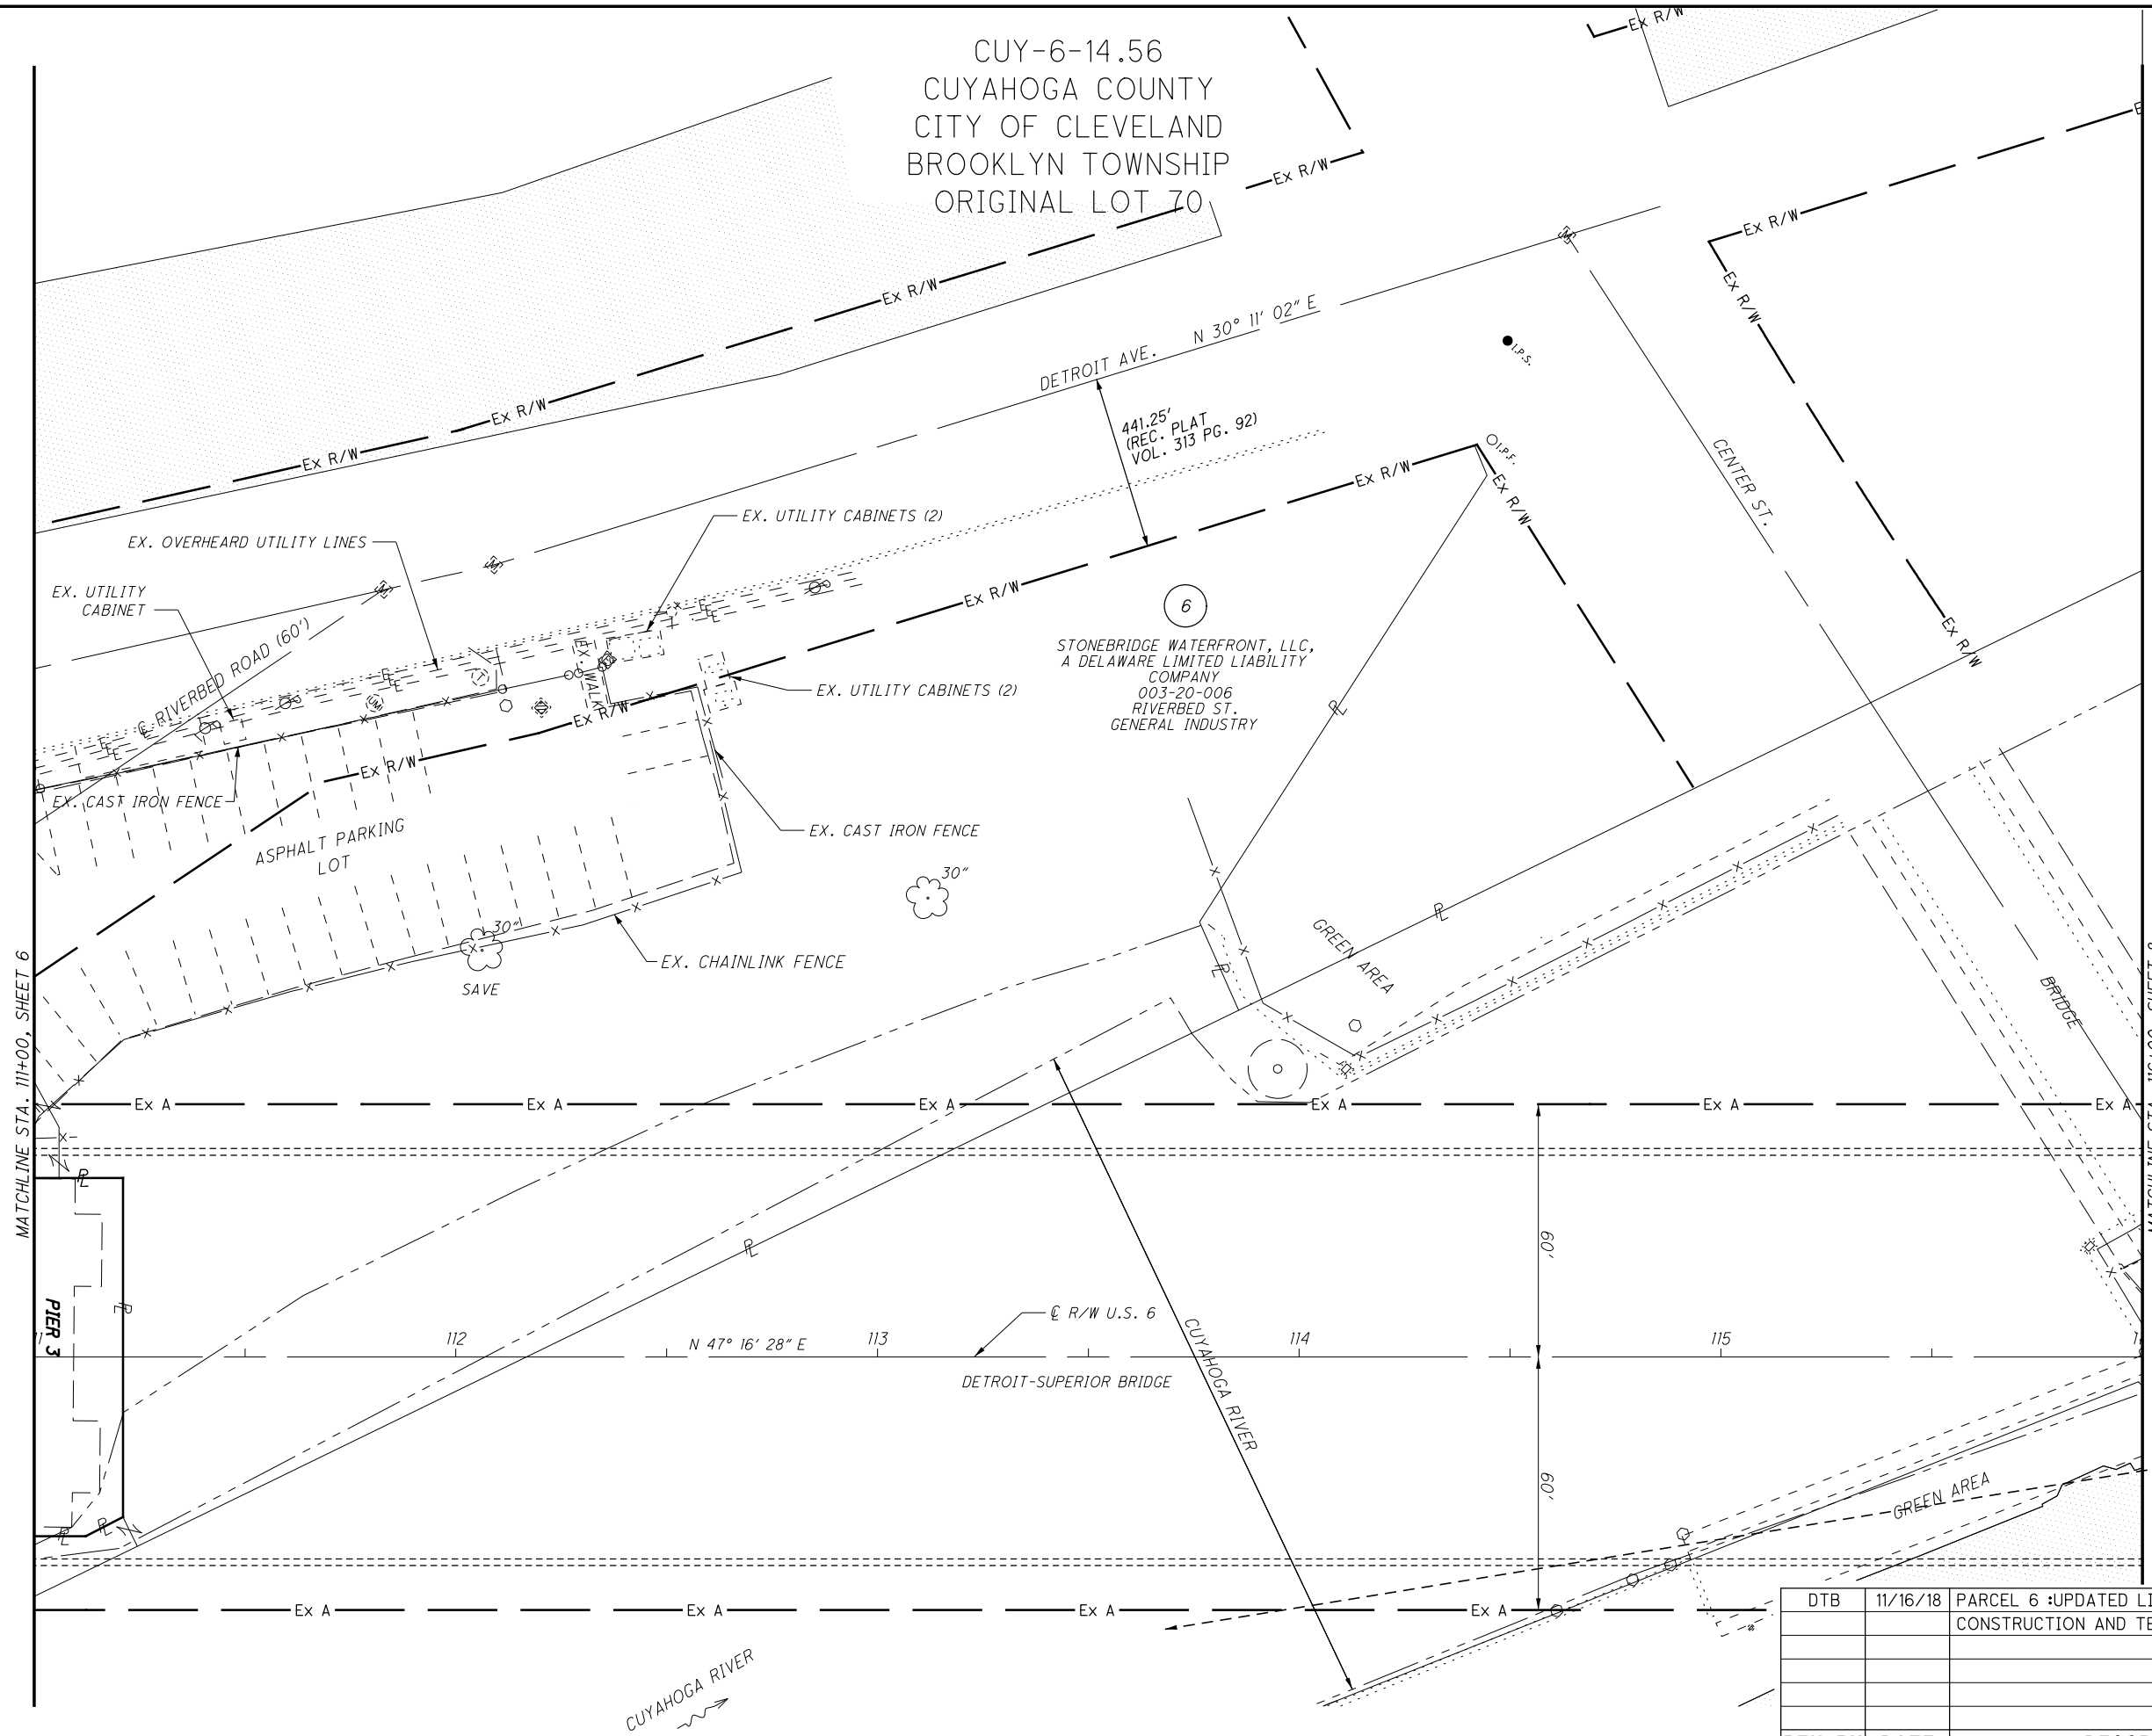 CUY-6-14.56
CUYAHOGA COUNTY
CITY OF CLEVELAND
BROOKLYN TOWNSHIP
ORIGINAL LOT 70
Ex R/W
Ex R/W
Ex R/W
Ex R/W
Ex R/W
Ex R/W
Ex R/W
DETROIT AVE.
N 30° 11' 02" E
I.P.S.
441.25'
(REC. PLAT
VOL. 313 PG. 92)
I.P.F.
Ex R/W
Ex R/W
CENTER ST.
Ex R/W
Ex R/W
Ex R/W
Ex R/W
EX. UTILITY CABINETS (2)
EX. OVERHEARD UTILITY LINES
EX. UTILITY
CABINET
℄ RIVERBED ROAD (60')
EX. WALK
EX. UTILITY CABINETS (2)
6
STONEBRIDGE WATERFRONT, LLC,
A DELAWARE LIMITED LIABILITY
COMPANY
003-20-006
RIVERBED ST.
GENERAL INDUSTRY
Ex R/W
EX. CAST IRON FENCE
ASPHALT PARKING
LOT
EX. CAST IRON FENCE
30"
30"
SAVE
EX. CHAINLINK FENCE
GREEN AREA
BRIDGE
MATCHLINE STA. 111+00, SHEET 6
Ex A
Ex A
Ex A
Ex A
Ex A
Ex A
60'
PIER 3
℄ R/W U.S. 6
112
N 47° 16' 28" E
113
114
115
DETROIT-SUPERIOR BRIDGE
CUYAHOGA RIVER
60'
GREEN AREA
Ex A
Ex A
Ex A
Ex A
CUYAHOGA RIVER
DTB 11/16/18 PARCEL 6 :UPDATED
CONSTRUCTION AND